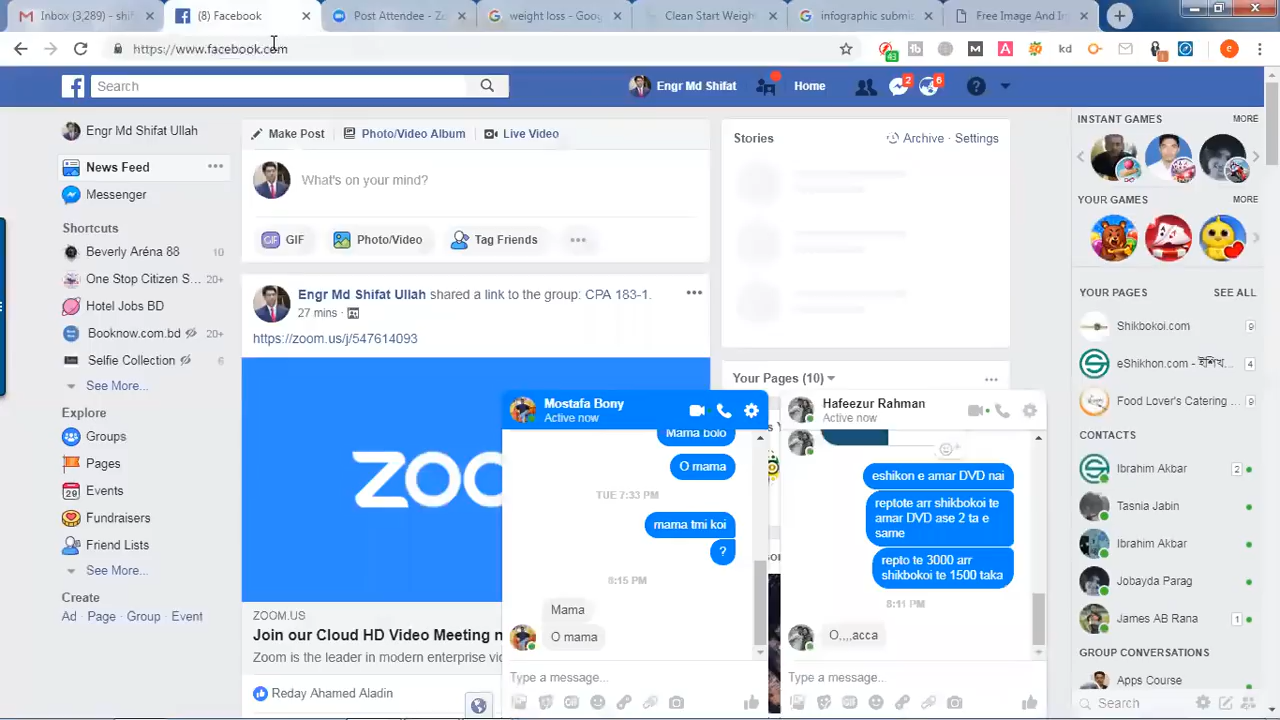 Inbox (3,289) - shif
(8) Facebook
Post Attendee - Zo
weight loss - Goog
Clean Start Weigh
infographic submis
Free Image And In
https://www.facebook.com
43
kd
e
Search
Engr Md Shifat
Home
2
6
Engr Md Shifat Ullah
News Feed
Messenger
Shortcuts
Beverly Aréna 88 10
One Stop Citizen S... 20+
Hotel Jobs BD
Booknow.com.bd 20+
Selfie Collection 6
See More...
Explore
Groups
Pages
Events
Fundraisers
Friend Lists
See More...
Create
Ad · Page · Group · Event
Make Post
Photo/Video Album
Live Video
What's on your mind?
GIF
Photo/Video
Tag Friends
Engr Md Shifat Ullah shared a link to the group: CPA 183-1.
27 mins ·
https://zoom.us/j/547614093
ZOO
ZOOM.US
Join our Cloud HD Video Meeting n
Zoom is the leader in modern enterprise vi
Reday Ahamed Aladin
Stories
Archive · Settings
Your Pages (10)
Mostafa Bony
Active now
Mama bolo
O mama
TUE 7:33 PM
mama tmi koi
?
8:15 PM
Mama
O mama
Type a message...
Hafeezur Rahman
Active now
eshikon e amar DVD nai
reptote arr shikbokoi te
amar DVD ase 2 ta e
same
repto te 3000 arr
shikbokoi te 1500 taka
8:11 PM
O,,,,acca
Type a message...
INSTANT GAMES MORE
YOUR GAMES MORE
YOUR PAGES SEE ALL
Shikbokoi.com 9
eShikhon.com - ইশিখ... 4
Food Lover's Catering ... 9
CONTACTS
Ibrahim Akbar 2
Tasnia Jabin
Ibrahim Akbar
Jobayda Parag
James AB Rana 1
GROUP CONVERSATIONS
Apps Course
Search